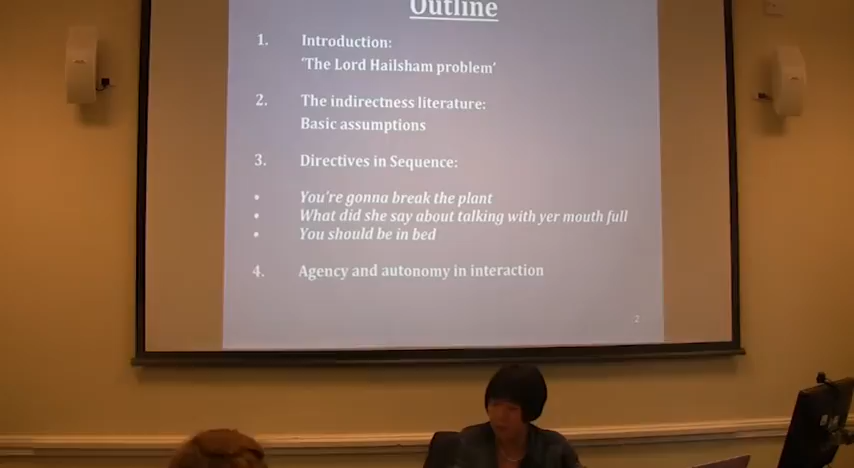 Outline
1. Introduction:
‘The Lord Hailsham problem’
2. The indirectness literature:
Basic assumptions
3. Directives in Sequence:
• You’re gonna break the plant
• What did she say about talking with yer mouth full
• You should be in bed
4. Agency and autonomy in interaction
2